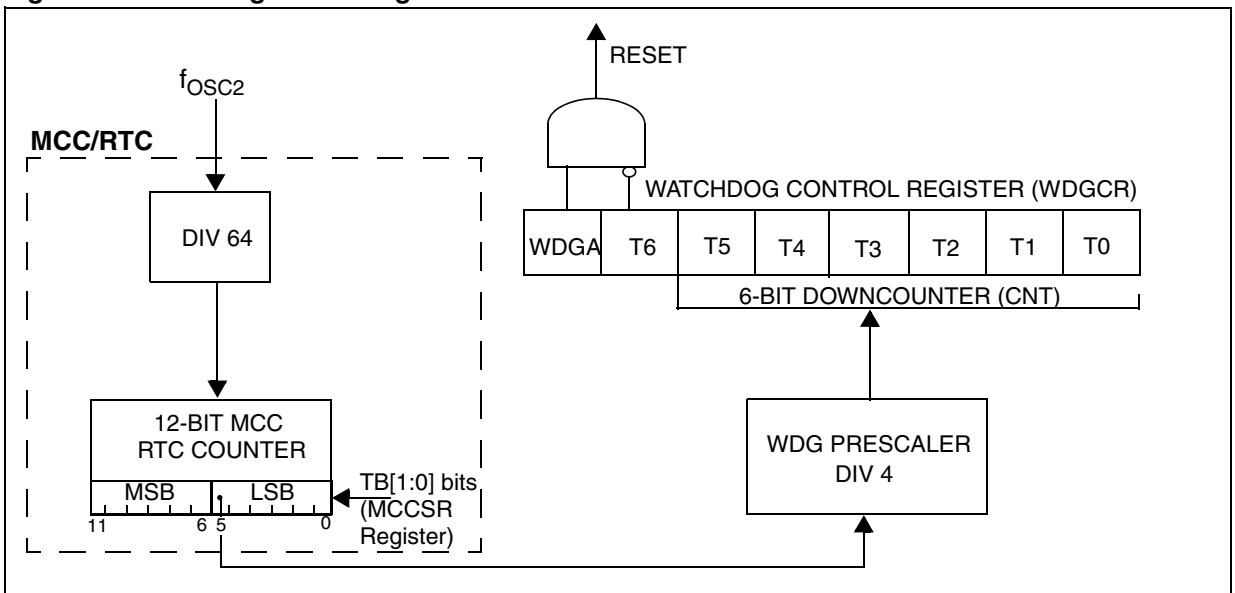 fOSC2
MCC/RTC
DIV 64
12-BIT MCC
RTC COUNTER
MSB LSB
11 6 5 0
TB[1:0] bits
(MCCSR
Register)
RESET
WATCHDOG CONTROL REGISTER (WDGCR)
WDGA T6 T5 T4 T3 T2 T1 T0
6-BIT DOWNCOUNTER (CNT)
WDG PRESCALER
DIV 4